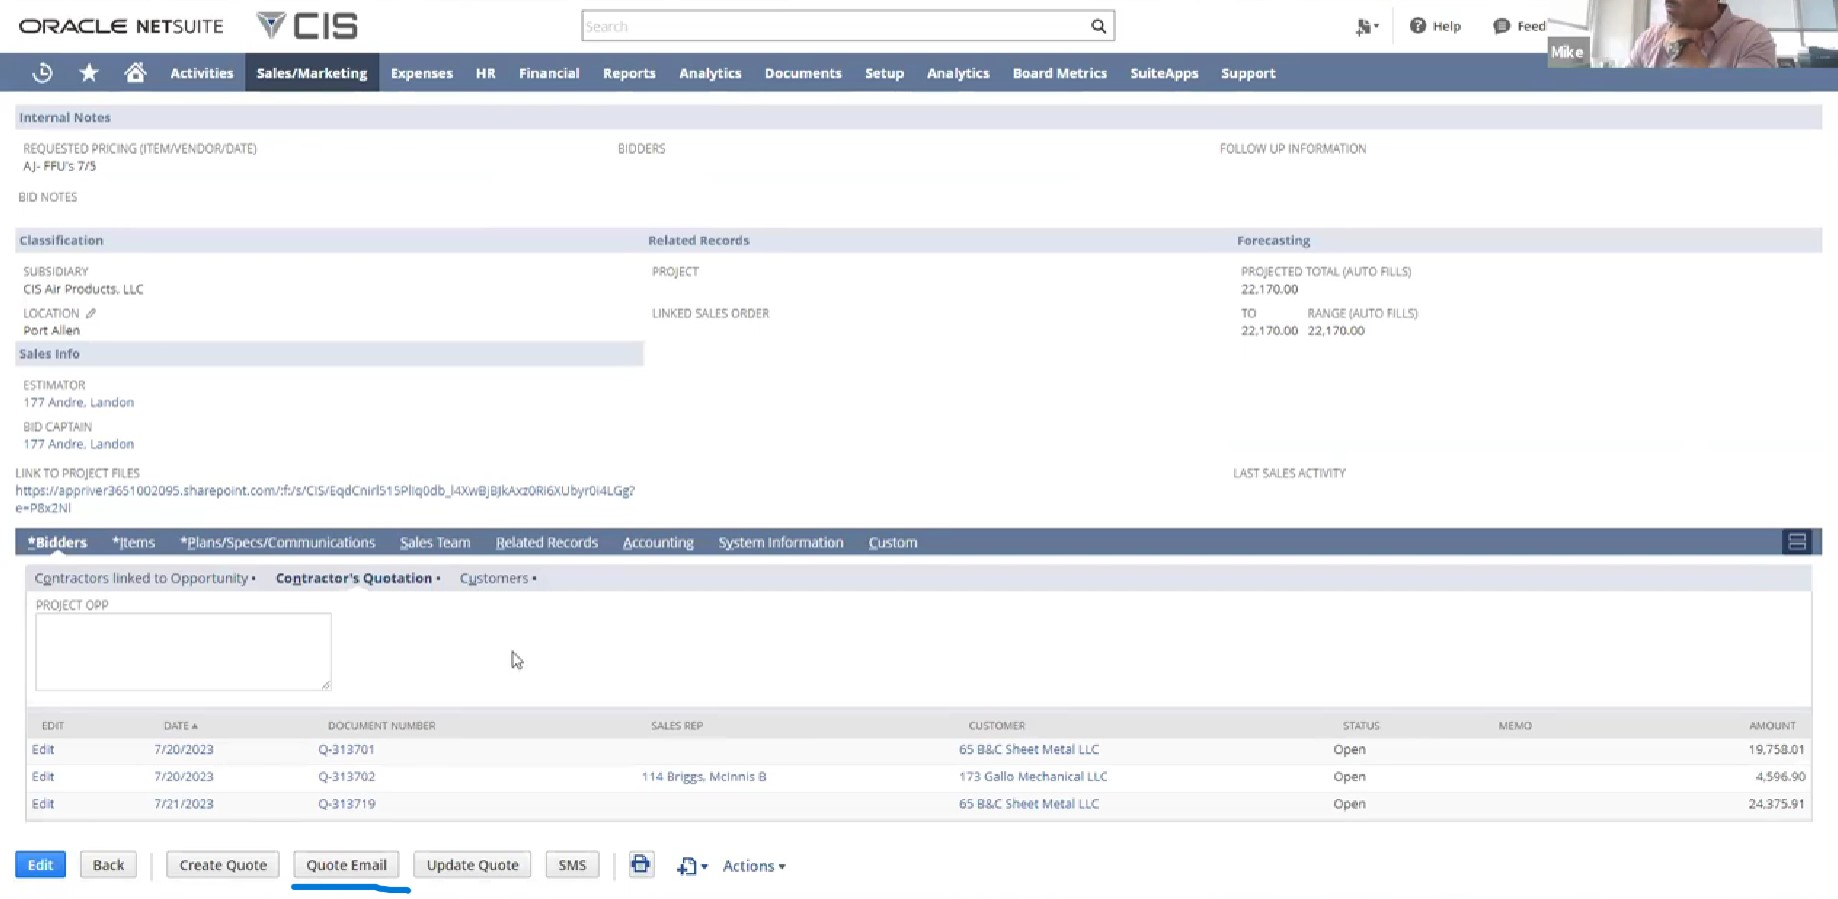 ORACLE NETSUITE CIS Search Help Feed
Mike
Activities Sales/Marketing Expenses HR Financial Reports Analytics Documents Setup Analytics Board Metrics SuiteApps Support
Internal Notes
REQUESTED PRICING (ITEM/VENDOR/DATE) BIDDERS FOLLOW UP INFORMATION
AJ- FFU's 7/5
BID NOTES
Classification Related Records Forecasting
SUBSIDIARY PROJECT PROJECTED TOTAL (AUTO FILLS)
CIS Air Products, LLC 22,170.00
LOCATION LINKED SALES ORDER TO RANGE (AUTO FILLS)
Port Allen 22,170.00 22,170.00
Sales Info
ESTIMATOR
177 Andre, Landon
BID CAPTAIN
177 Andre, Landon
LINK TO PROJECT FILES LAST SALES ACTIVITY
e=P8x2Nl
*Bidders *Items *Plans/Specs/Communications Sales Team Related Records Accounting System Information Custom
Contractors linked to Opportunity • Contractor's Quotation • Customers •
PROJECT OPP
EDIT DATE ▲ DOCUMENT NUMBER SALES REP CUSTOMER STATUS MEMO AMOUNT
Edit 7/20/2023 Q-313701 65 B&C Sheet Metal LLC Open 19,758.01
Edit 7/20/2023 Q-313702 114 Briggs, McInnis B 173 Gallo Mechanical LLC Open 4,596.90
Edit 7/21/2023 Q-313719 65 B&C Sheet Metal LLC Open 24,375.91
Edit Back Create Quote Quote Email Update Quote SMS Actions